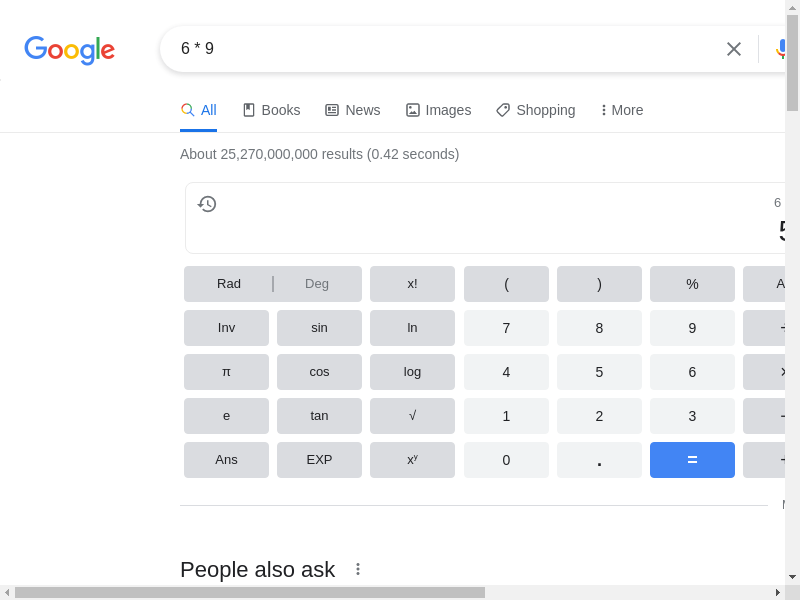 Google
6 * 9
All Books News Images Shopping More
About 25,270,000,000 results (0.42 seconds)
6
5
Rad Deg x! ( ) %
Inv sin ln 7 8 9
π cos log 4 5 6
e tan √ 1 2 3
Ans EXP xʸ 0 . =
People also ask